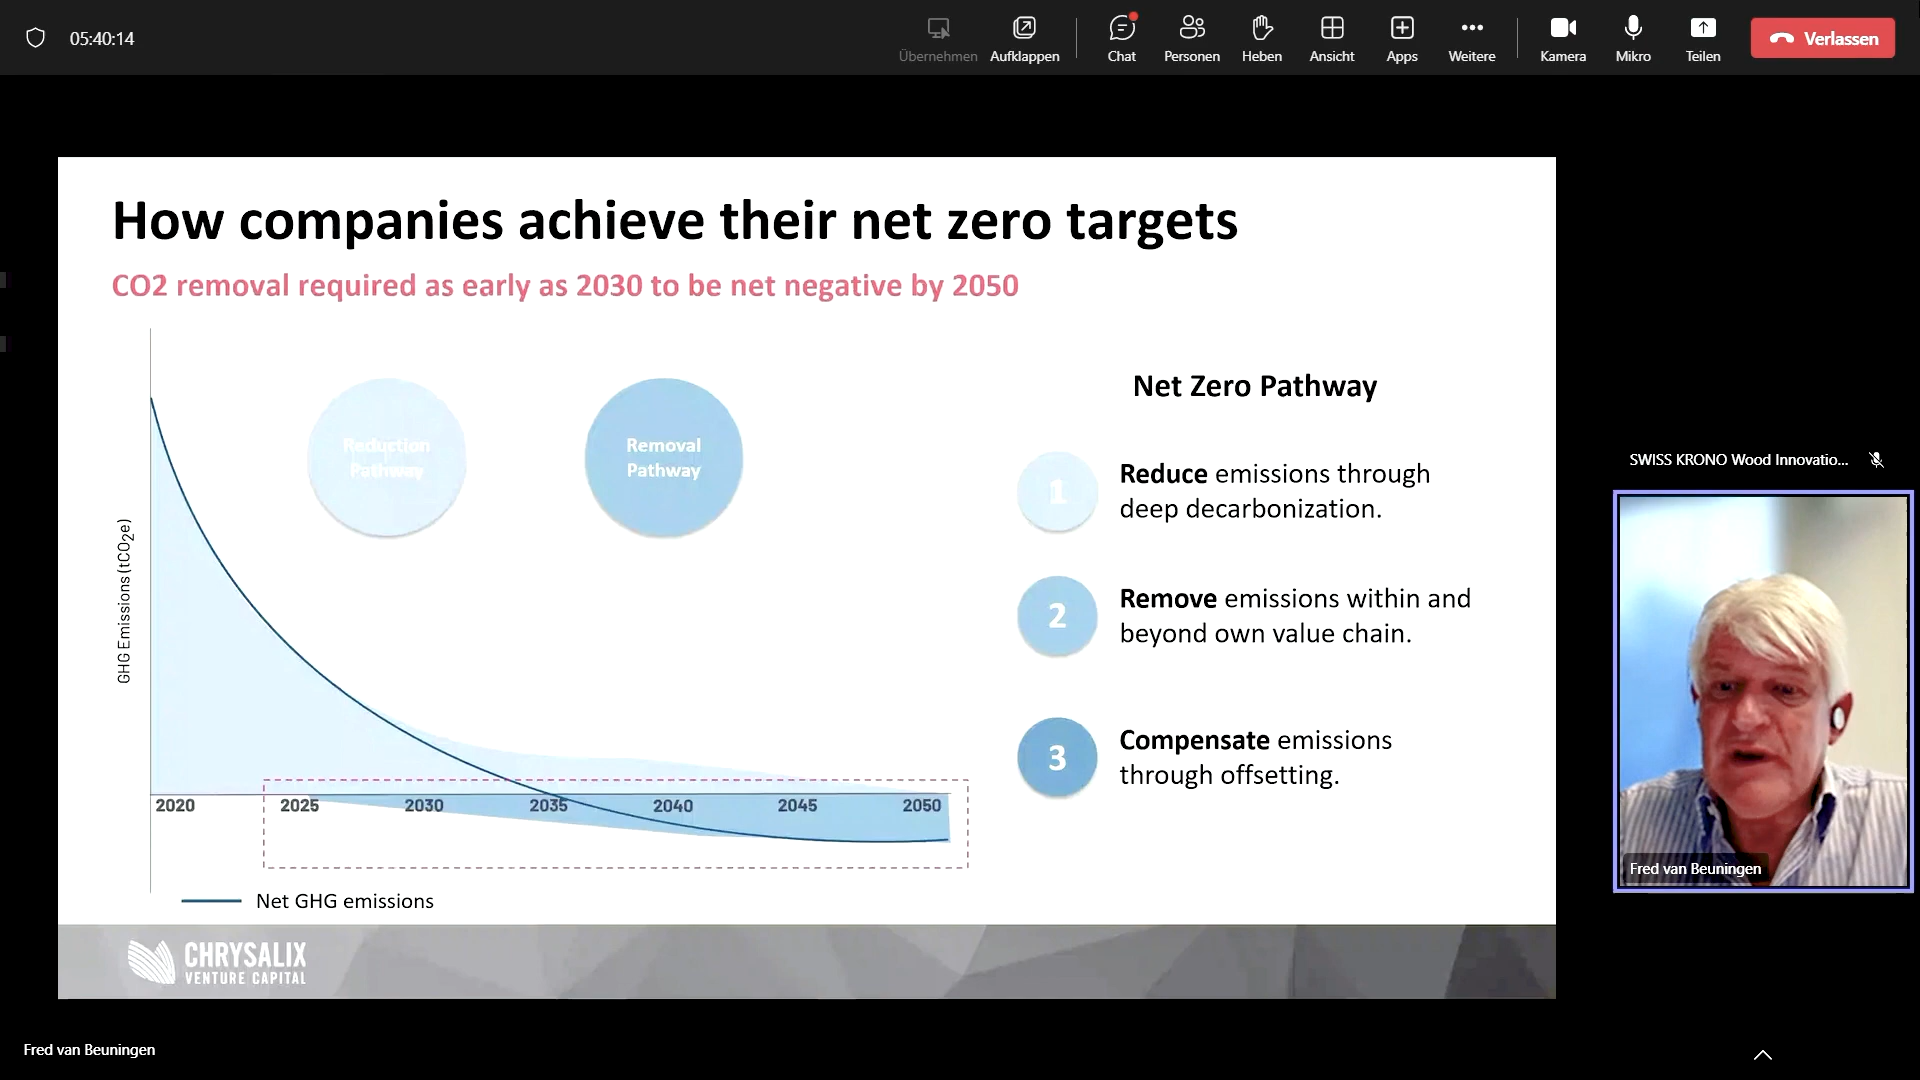 05:40:14
Übernehmen
Aufklappen
Chat
Personen
Heben
Ansicht
Apps
Weitere
Kamera
Mikro
Teilen
Verlassen
How companies achieve their net zero targets
CO2 removal required as early as 2030 to be net negative by 2050
Reduction
Pathway
Removal
Pathway
GHG Emissions (tCO2e)
2020 2025 2030 2035 2040 2045 2050
Net GHG emissions
Net Zero Pathway
1
Reduce emissions through
deep decarbonization.
2
Remove emissions within and
beyond own value chain.
3
Compensate emissions
through offsetting.
CHRYSALIX
VENTURE CAPITAL
SWISS KRONO Wood Innovatio...
Fred van Beuningen
Fred van Beuningen